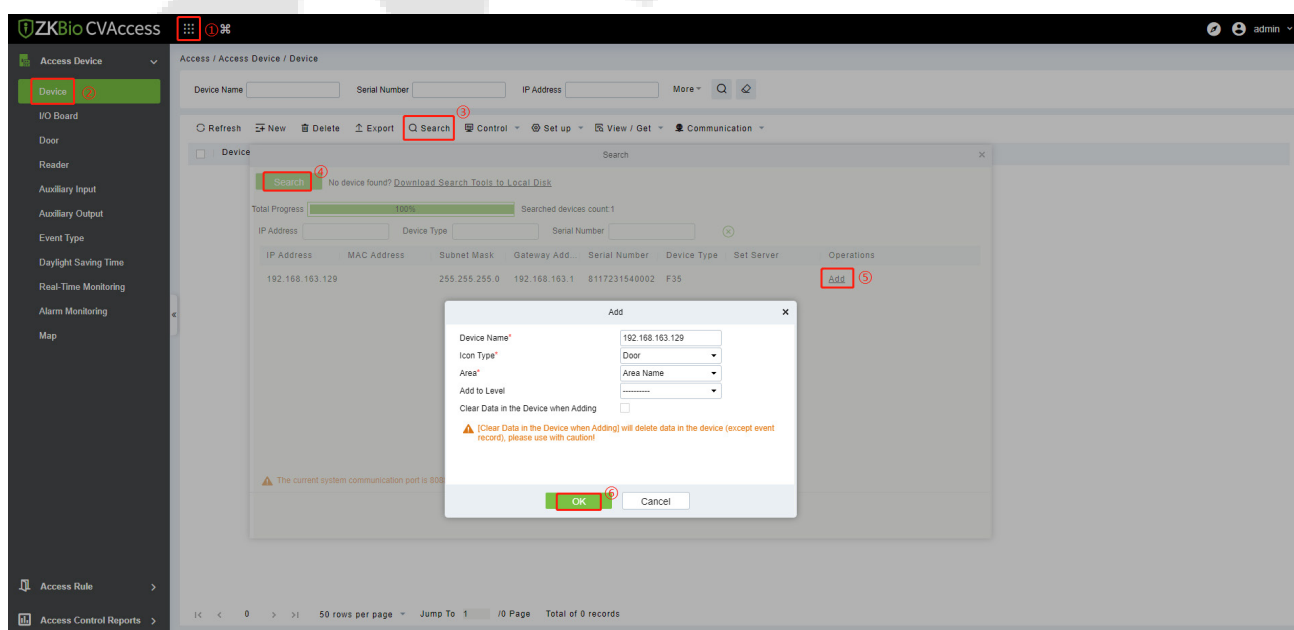 ZKBio CVAccess ① ⌘ admin
Access Device
Device ②
I/O Board
Door
Reader
Auxiliary Input
Auxiliary Output
Event Type
Daylight Saving Time
Real-Time Monitoring
Alarm Monitoring
Map
Access Rule
Access Control Reports
Access / Access Device / Device
Device Name Serial Number IP Address More
③
Refresh New Delete Export Search Control Set up View / Get Communication
Device
Search ×
Search ④ No device found? Download Search Tools to Local Disk
Total Progress 100% Searched devices count:1
IP Address Device Type Serial Number
IP Address MAC Address Subnet Mask Gateway Add... Serial Number Device Type Set Server Operations
192.168.163.129 255.255.255.0 192.168.163.1 8117231540002 F35 Add ⑤
Add ×
Device Name* 192.168.163.129
Icon Type* Door
Area* Area Name
Add to Level ----------
Clear Data in the Device when Adding
[Clear Data in the Device when Adding] will delete data in the device (except event
record), please use with caution!
The current system communication port is 808
OK ⑥ Cancel
|< < 0 > >| 50 rows per page Jump To 1 /0 Page Total of 0 records